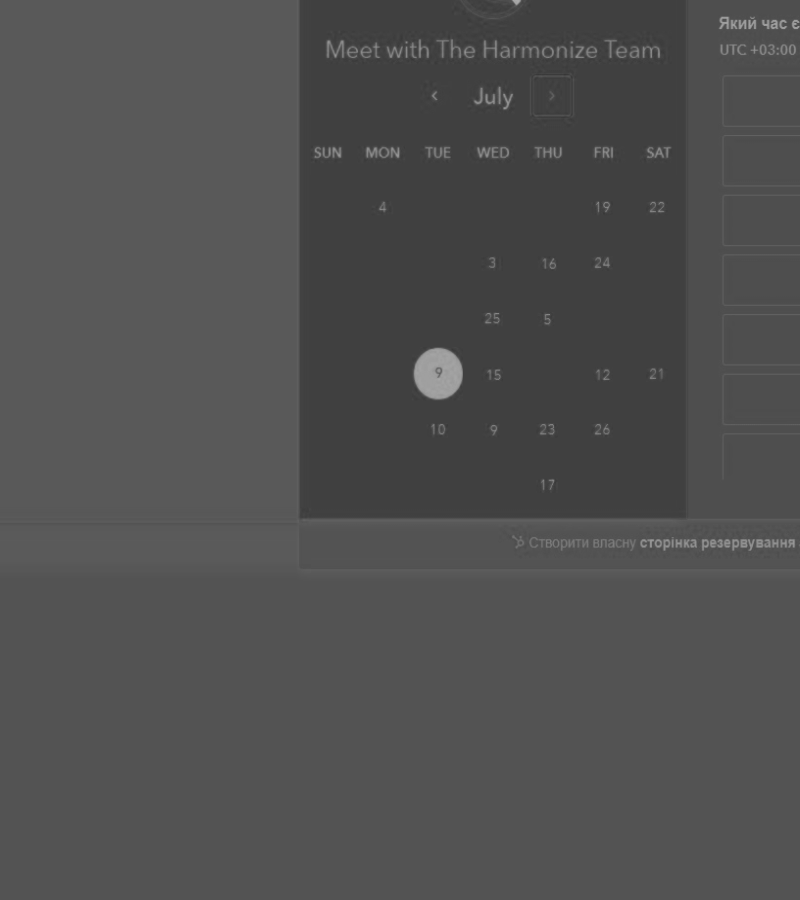 Meet with The Harmonize Team
‹ July ›
SUN MON TUE WED THU FRI SAT
4 19 22
3 16 24
25 5
9 15 12 21
10 9 23 26
17
Який час є
UTC +03:00
Створити власну сторінка резервування